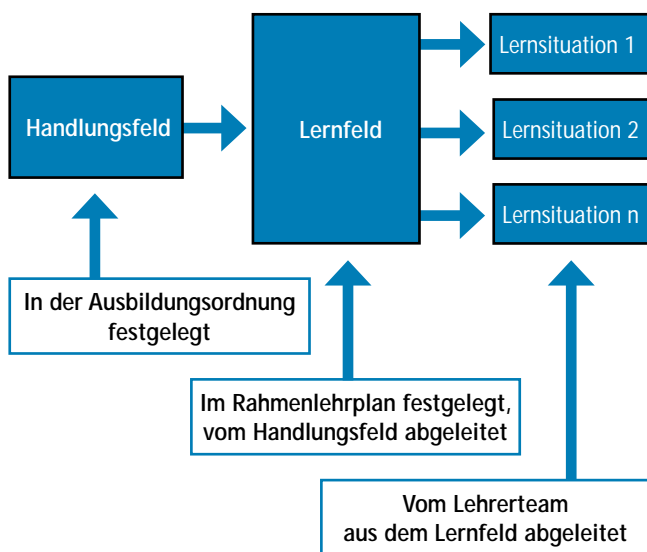 Lernsituation 1
Handlungsfeld
Lernfeld
Lernsituation 2
Lernsituation n
In der Ausbildungsordnung
festgelegt
Im Rahmenlehrplan festgelegt,
vom Handlungsfeld abgeleitet
Vom Lehrerteam
aus dem Lernfeld abgeleitet